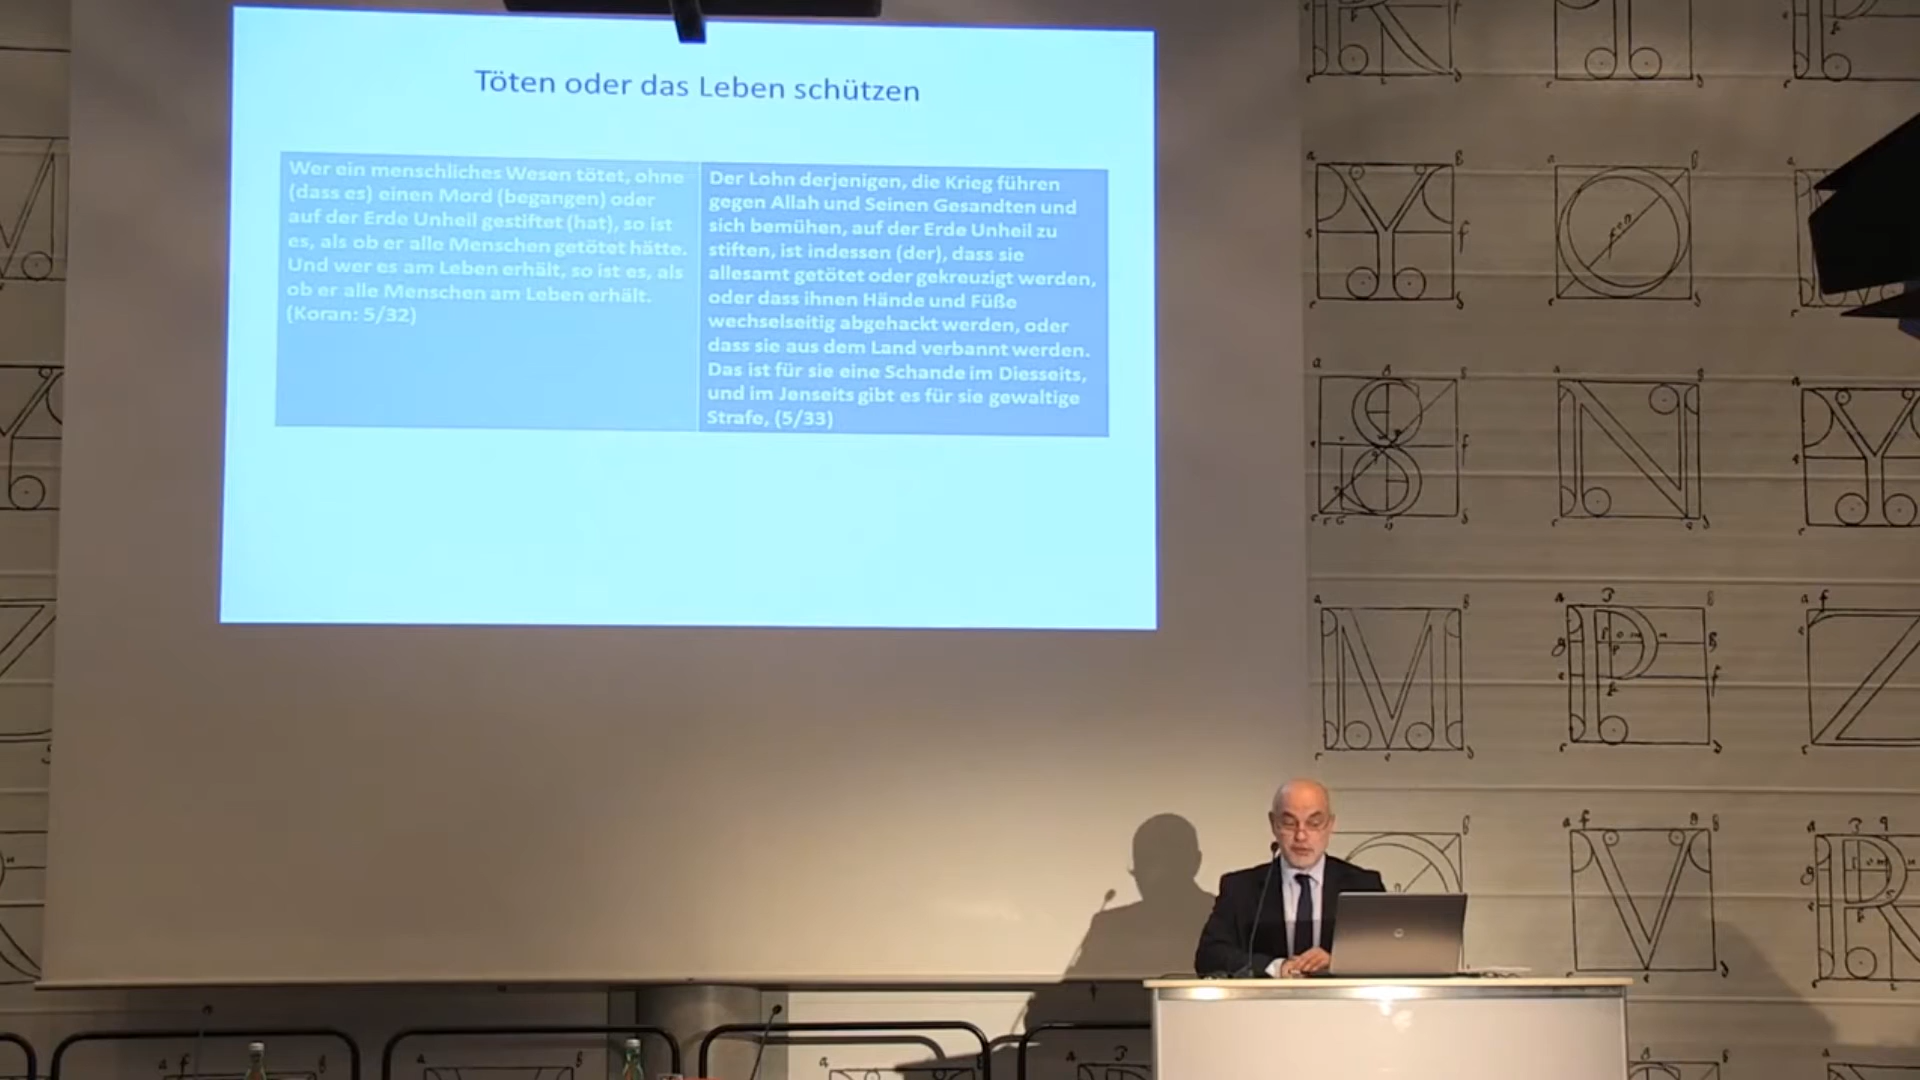 Töten oder das Leben schützen
Wer ein menschliches Wesen tötet, ohne
(dass es) einen Mord (begangen) oder
auf der Erde Unheil gestiftet (hat), so ist
es, als ob er alle Menschen getötet hätte.
Und wer es am Leben erhält, so ist es, als
ob er alle Menschen am Leben erhält.
(Koran: 5/32)
Der Lohn derjenigen, die Krieg führen
gegen Allah und Seinen Gesandten und
sich bemühen, auf der Erde Unheil zu
stiften, ist indessen (der), dass sie
allesamt getötet oder gekreuzigt werden,
oder dass ihnen Hände und Füße
wechselseitig abgehackt werden, oder
dass sie aus dem Land verbannt werden.
Das ist für sie eine Schande im Diesseits,
und im Jenseits gibt es für sie gewaltige
Strafe, (5/33)
R
Y O
S N Y
M P Z
V R